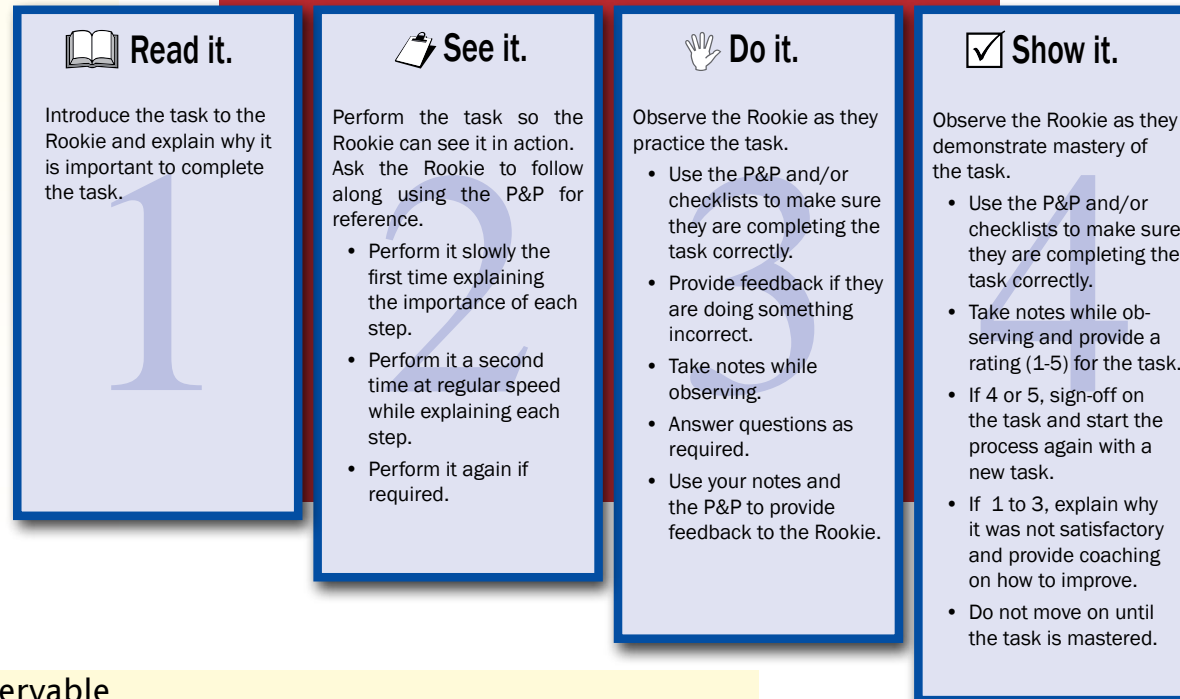 Read it.
Introduce the task to the
Rookie and explain why it
is important to complete
the task.
1
See it.
Perform the task so the
Rookie can see it in action.
Ask the Rookie to follow
along using the P&P for
reference.
• Perform it slowly the
first time explaining
the importance of each
step.
• Perform it a second
time at regular speed
while explaining each
step.
• Perform it again if
required.
2
Do it.
Observe the Rookie as they
practice the task.
• Use the P&P and/or
checklists to make sure
they are completing the
task correctly.
• Provide feedback if they
are doing something
incorrect.
• Take notes while
observing.
• Answer questions as
required.
• Use your notes and
the P&P to provide
feedback to the Rookie.
3
Show it.
Observe the Rookie as they
demonstrate mastery of
the task.
• Use the P&P and/or
checklists to make sure
they are completing the
task correctly.
• Take notes while ob-
serving and provide a
rating (1-5) for the task.
• If 4 or 5, sign-off on
the task and start the
process again with a
new task.
• If 1 to 3, explain why
it was not satisfactory
and provide coaching
on how to improve.
• Do not move on until
the task is mastered.
4
ervable